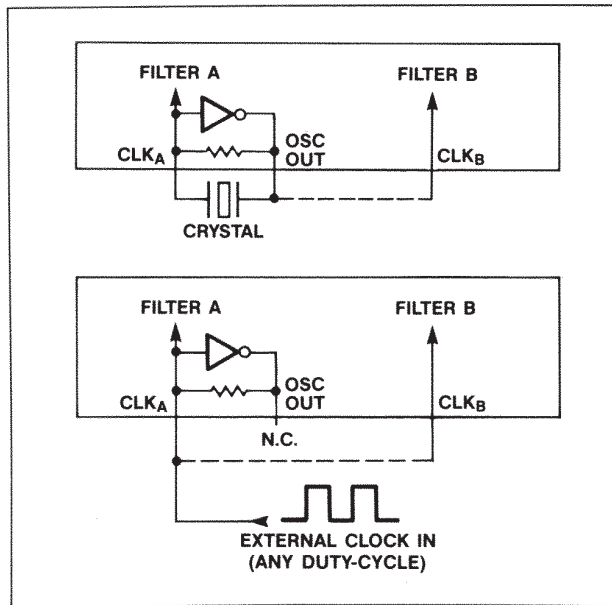 FILTER A FILTER B
OSC
OUT
CLKA CLKB
CRYSTAL
FILTER A FILTER B
OSC
OUT
CLKA CLKB
N.C.
EXTERNAL CLOCK IN
(ANY DUTY-CYCLE)